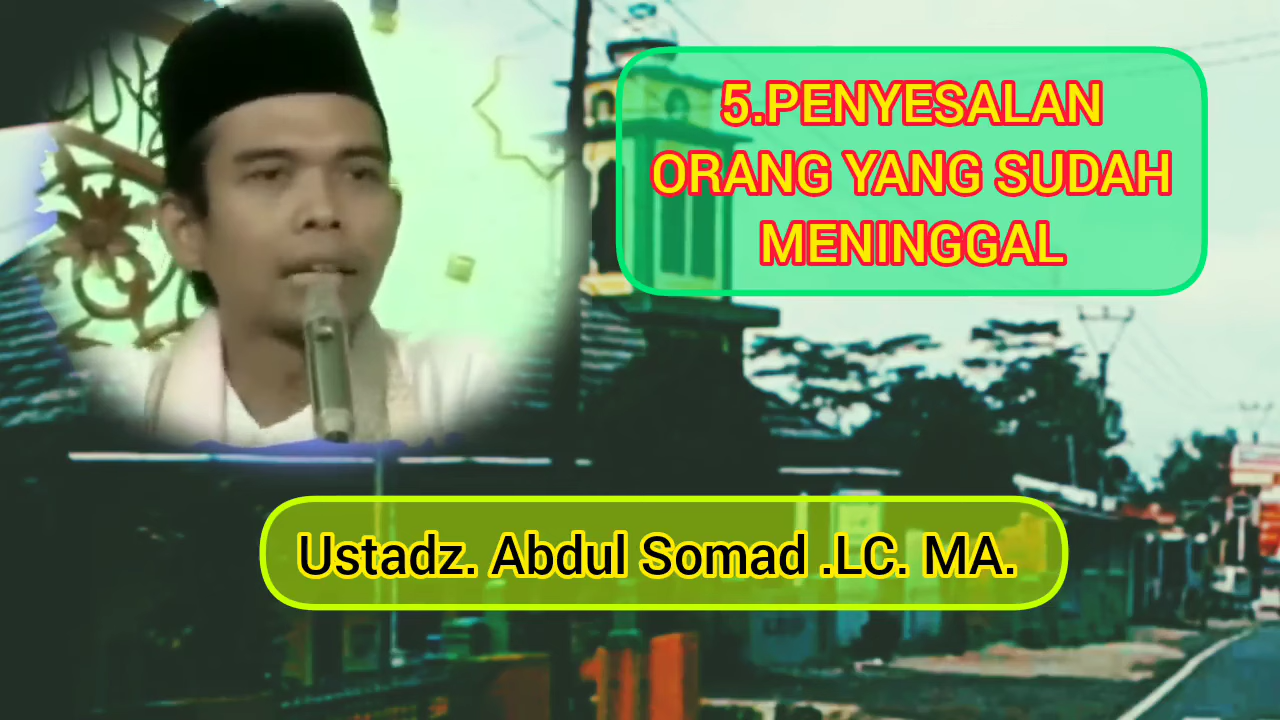 5.PENYESALAN
ORANG YANG SUDAH
MENINGGAL
Ustadz. Abdul Somad .LC. MA.